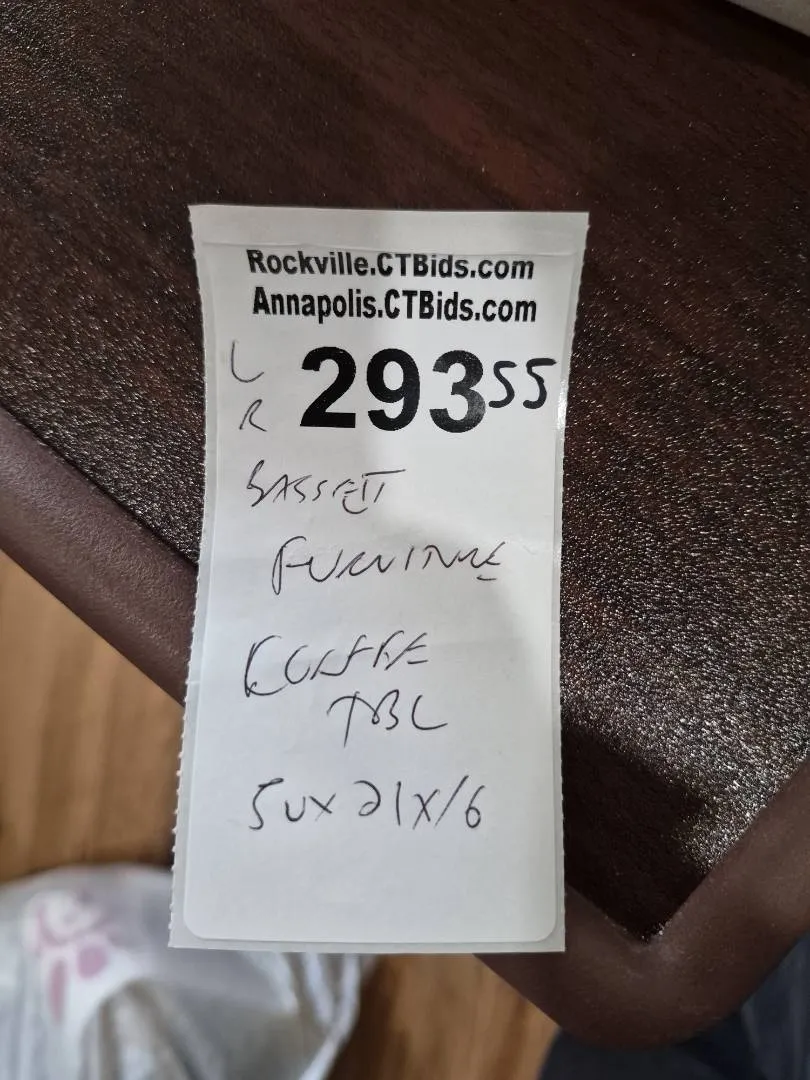 Rockville.CTBids.com
Annapolis.CTBids.com
L 29355
R
BASSETT
FURNITURE
COFFEE
TBL
50X21X16